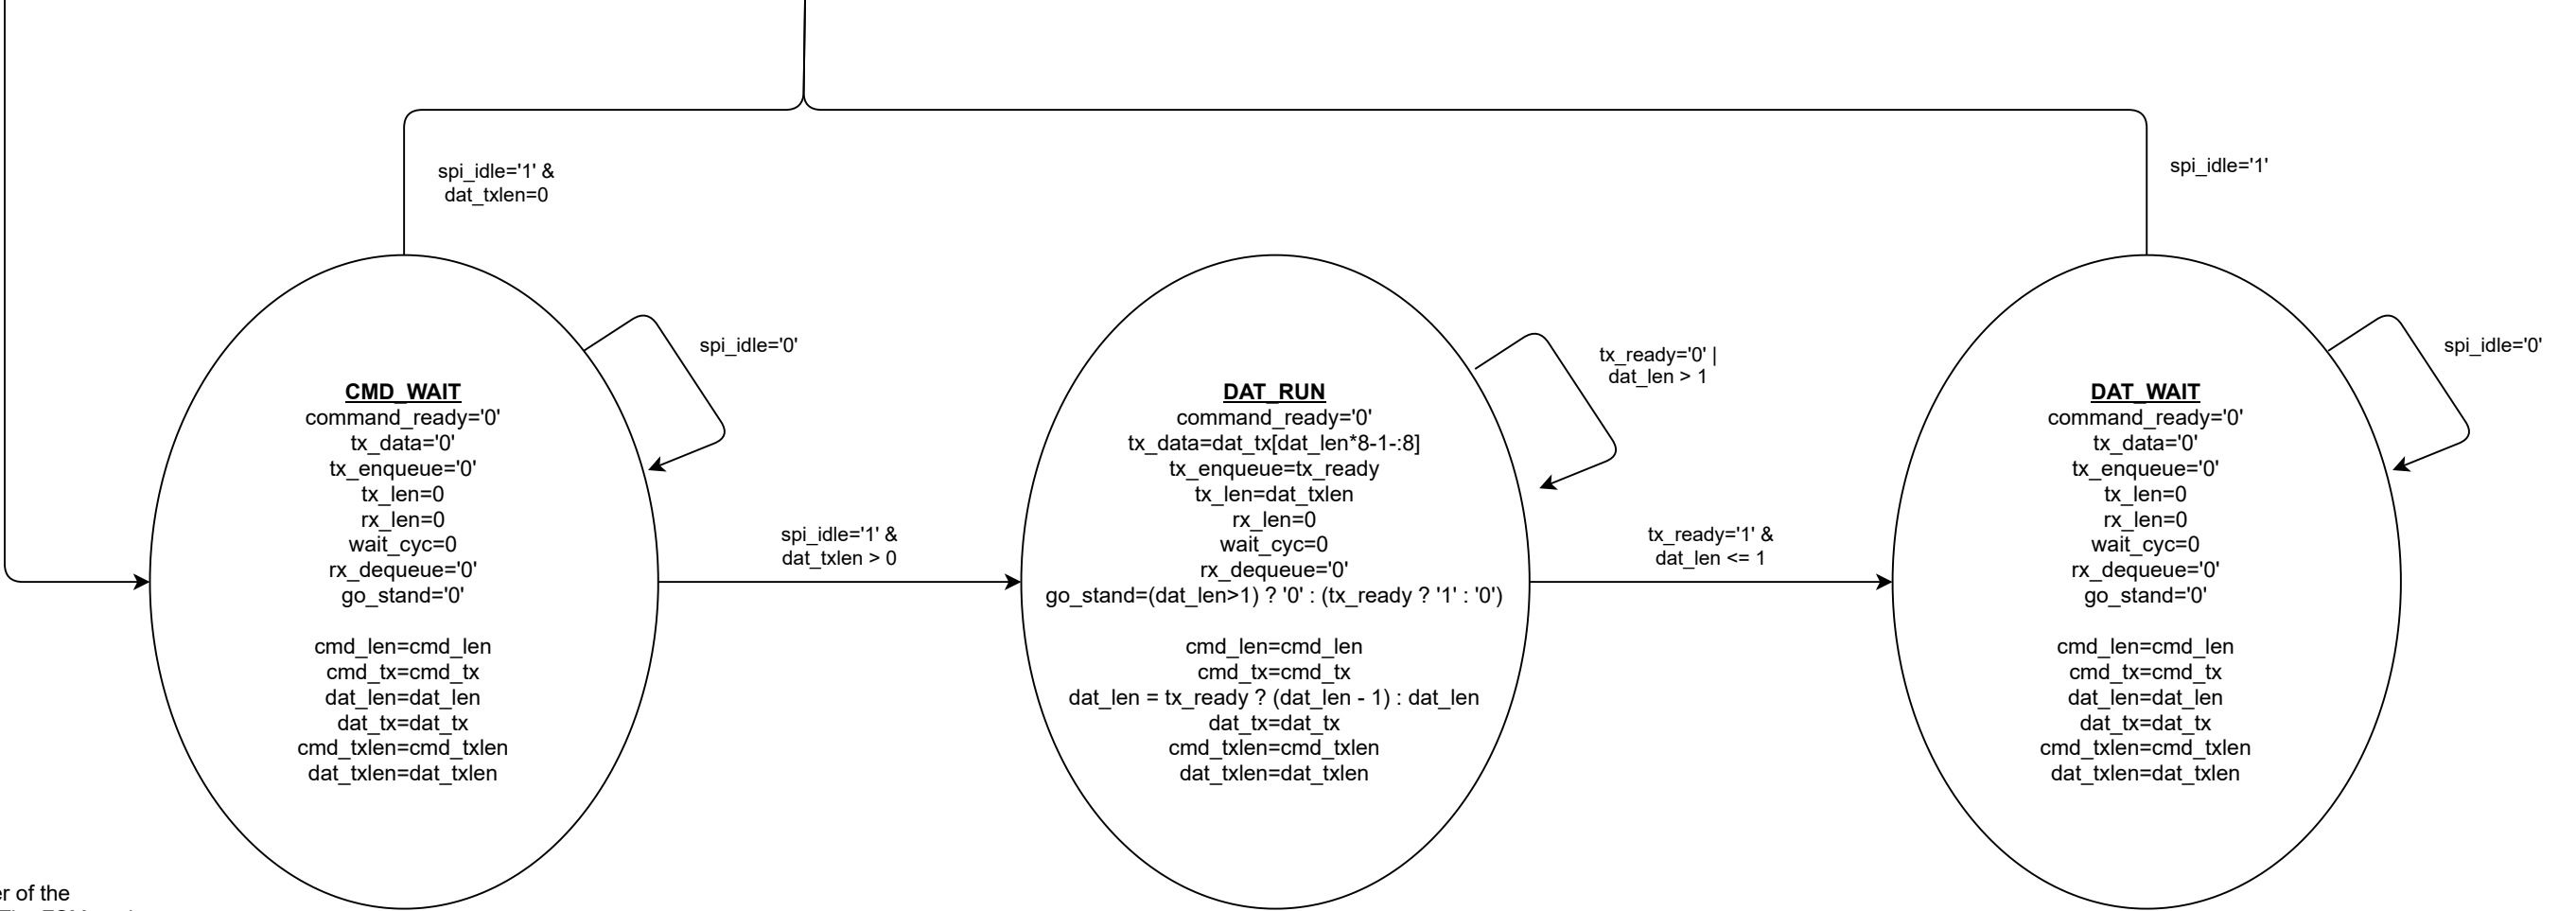 spi_idle='1' &
dat_txlen=0
spi_idle='1'
spi_idle='0'
tx_ready='0' |
dat_len > 1
spi_idle='0'
CMD_WAIT
command_ready='0'
tx_data='0'
tx_enqueue='0'
tx_len=0
rx_len=0
wait_cyc=0
rx_dequeue='0'
go_stand='0'
cmd_len=cmd_len
cmd_tx=cmd_tx
dat_len=dat_len
dat_tx=dat_tx
cmd_txlen=cmd_txlen
dat_txlen=dat_txlen
spi_idle='1' &
dat_txlen > 0
DAT_RUN
command_ready='0'
tx_data=dat_tx[dat_len*8-1-:8]
tx_enqueue=tx_ready
tx_len=dat_txlen
rx_len=0
wait_cyc=0
rx_dequeue='0'
go_stand=(dat_len>1) ? '0' : (tx_ready ? '1' : '0')
cmd_len=cmd_len
cmd_tx=cmd_tx
dat_len = tx_ready ? (dat_len - 1) : dat_len
dat_tx=dat_tx
cmd_txlen=cmd_txlen
dat_txlen=dat_txlen
tx_ready='1' &
dat_len <= 1
DAT_WAIT
command_ready='0'
tx_data='0'
tx_enqueue='0'
tx_len=0
rx_len=0
wait_cyc=0
rx_dequeue='0'
go_stand='0'
cmd_len=cmd_len
cmd_tx=cmd_tx
dat_len=dat_len
dat_tx=dat_tx
cmd_txlen=cmd_txlen
dat_txlen=dat_txlen
of the